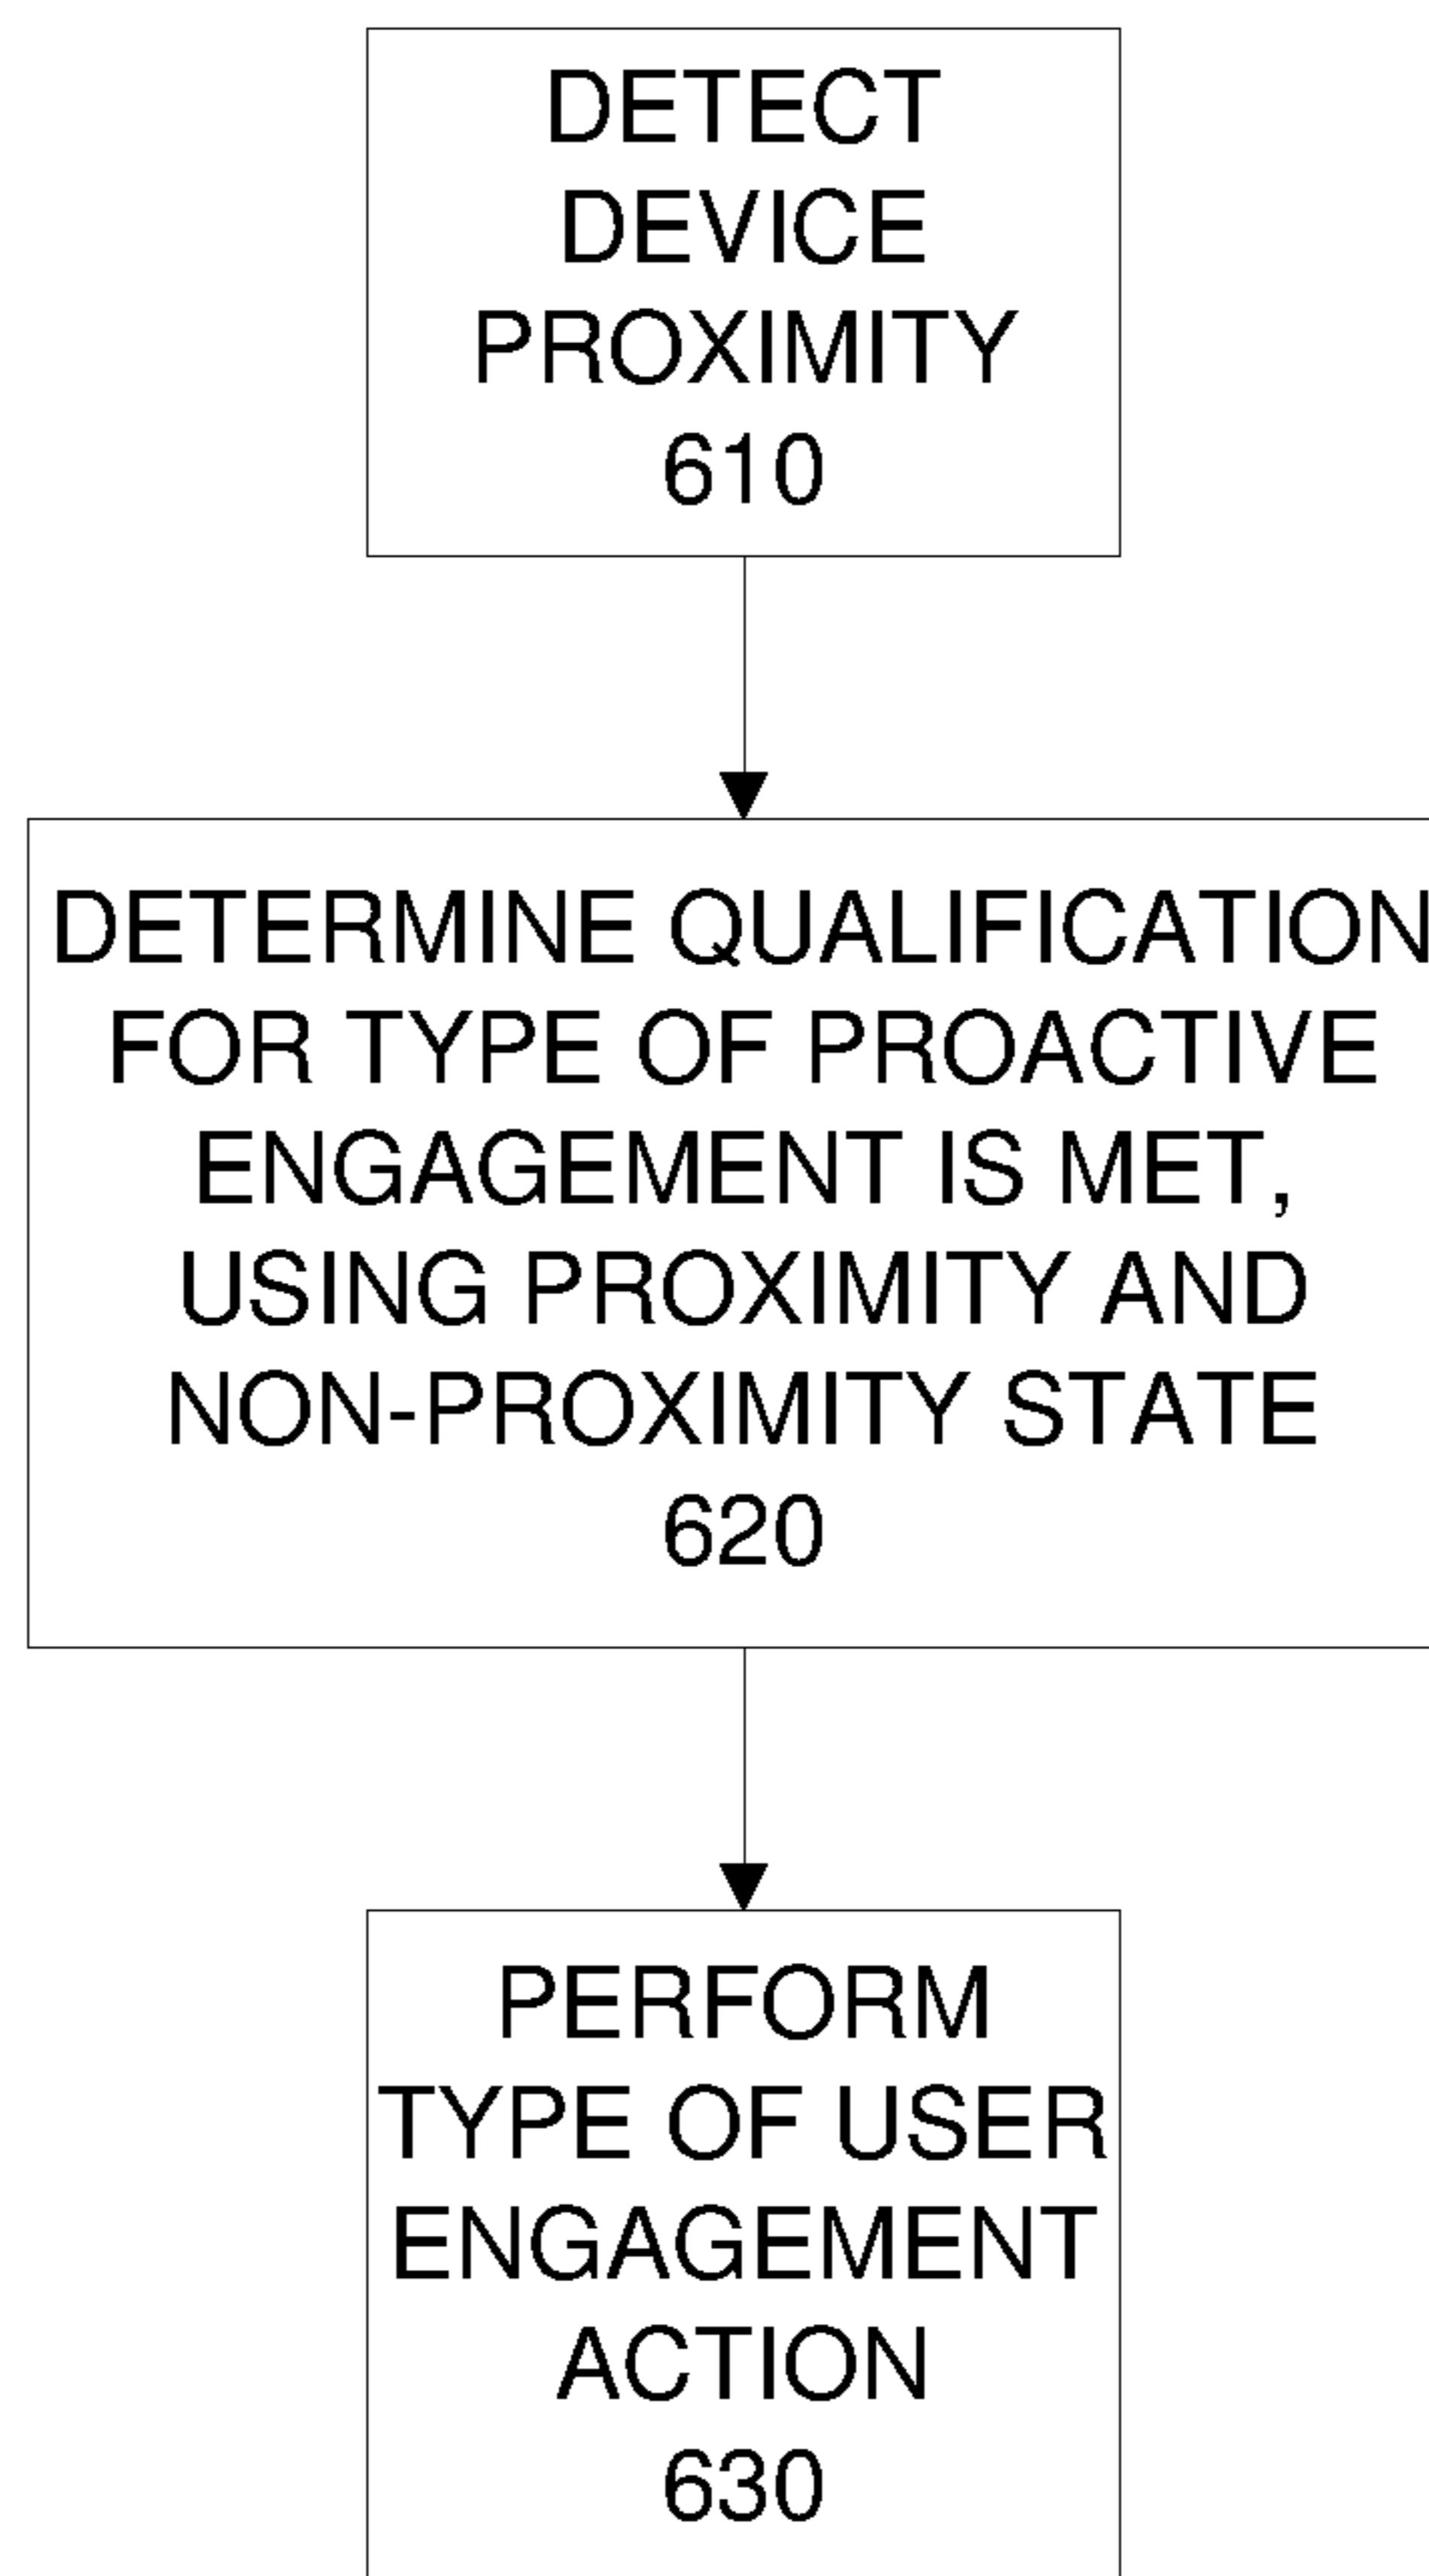 DETECT
DEVICE
PROXIMITY
610
DETERMINE QUALIFICATION
FOR TYPE OF PROACTIVE
ENGAGEMENT IS MET,
USING PROXIMITY AND
NON-PROXIMITY STATE
620
PERFORM
TYPE OF USER
ENGAGEMENT
ACTION
630